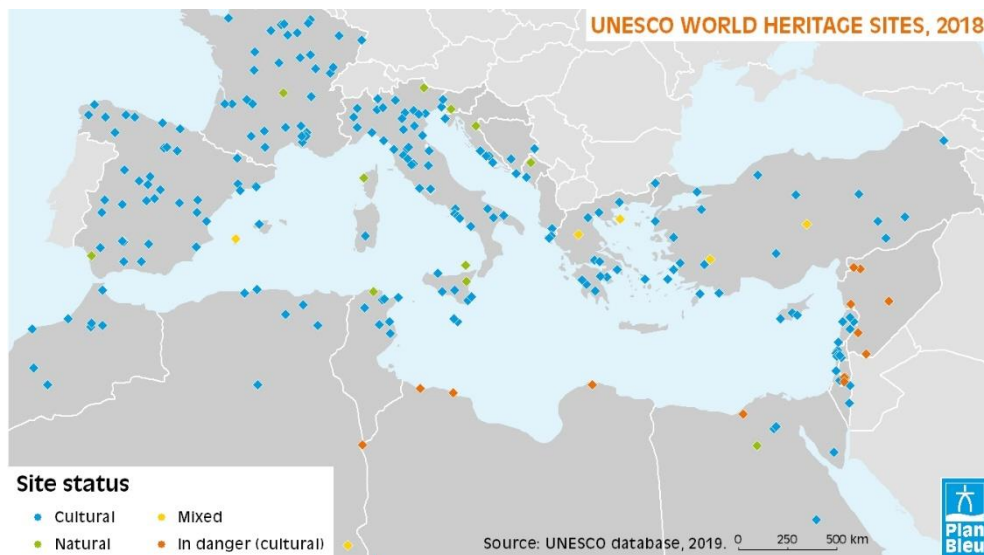 UNESCO WORLD HERITAGE SITES, 2018
Site status
Cultural
Mixed
Natural
In danger (cultural)
Source: UNESCO database, 2019.
0 250 500 km
Plan
Bleu